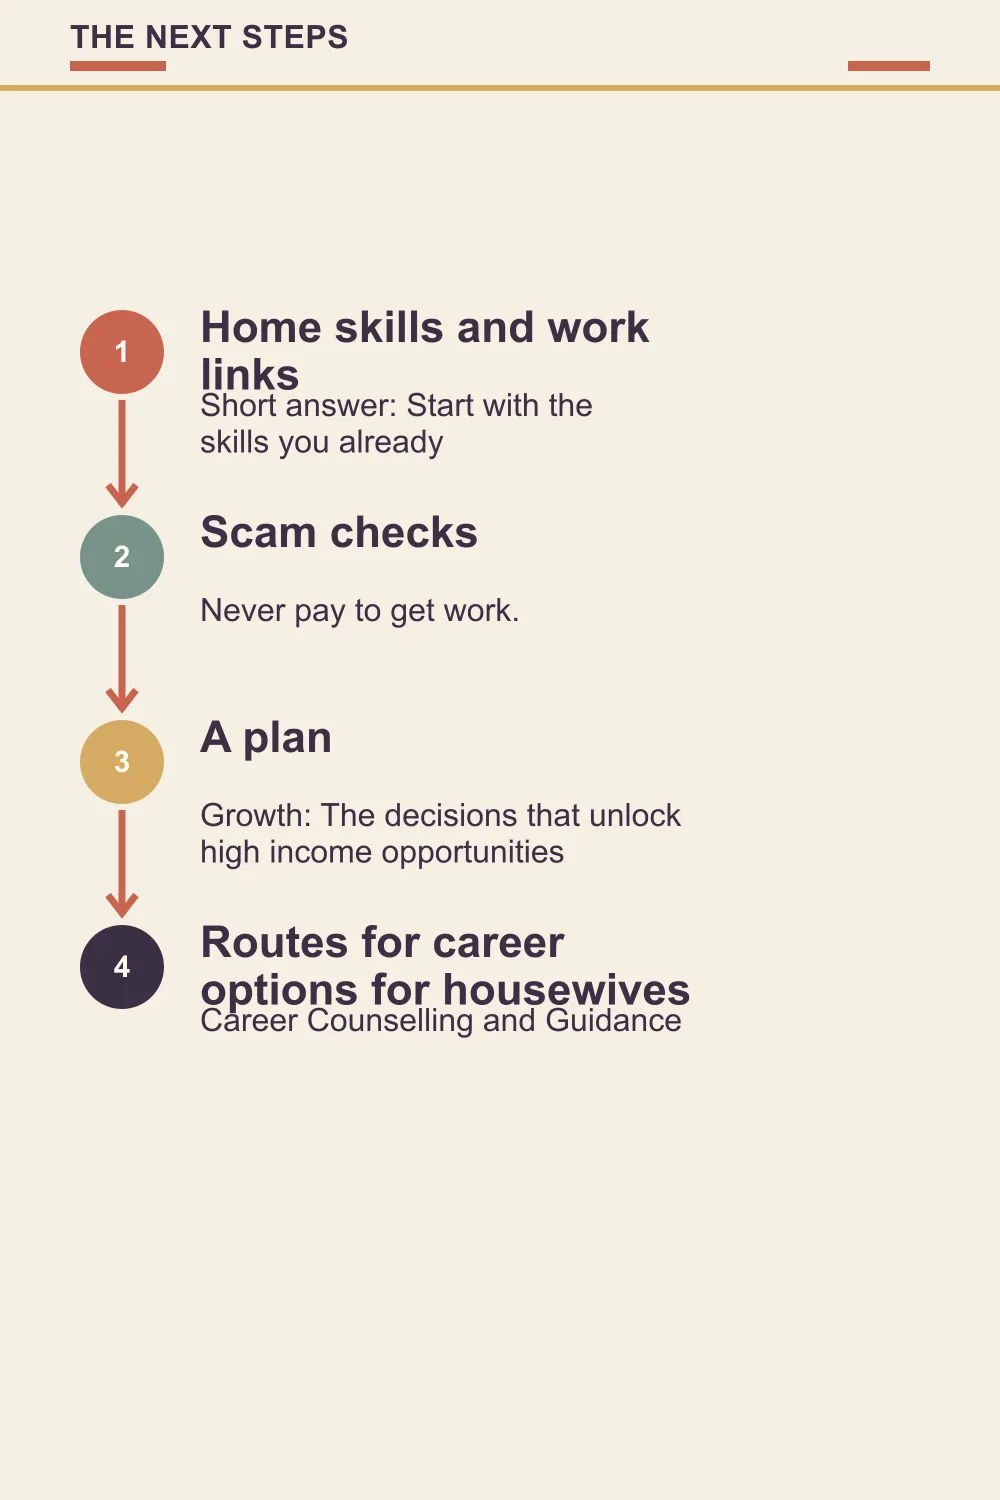 THE NEXT STEPS
1
Home skills and work
links
Short answer: Start with the
skills you already
2
Scam checks
Never pay to get work.
3
A plan
Growth: The decisions that unlock
high income opportunities
4
Routes for career
options for housewives
Career Counselling and Guidance